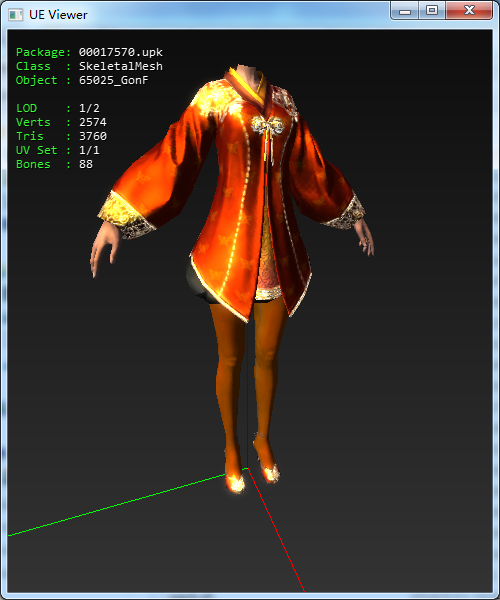 UE Viewer
Package: 00017570.upk
Class : SkeletalMesh
Object : 65025_GonF
LOD : 1/2
Verts : 2574
Tris : 3760
UV Set : 1/1
Bones : 88